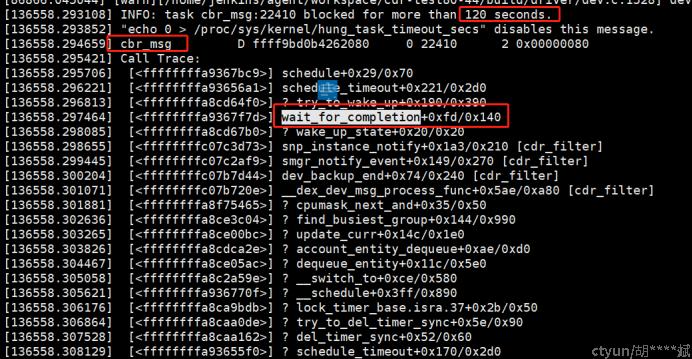 [136558.293108] INFO: task cbr_msg:22410 blocked for more than 120 seconds.
[136558.293852] "echo 0 > /proc/sys/kernel/hung_task_timeout_secs" disables this message.
[136558.294659] cbr_msg D ffff9bd0b4262080 0 22410 2 0x00000080
[136558.295421] Call Trace:
[136558.295706] [<ffffffffa9367bc9>] schedule+0x29/0x70
[136558.296221] [<ffffffffa93656a1>] schedule_timeout+0x221/0x2d0
[136558.296813] [<ffffffffa8cd64f0>] ? try_to_wake_up+0x190/0x390
[136558.297464] [<ffffffffa9367f7d>] wait_for_completion+0xfd/0x140
[136558.298085] [<ffffffffa8cd67b0>] ? wake_up_state+0x20/0x20
[136558.298655] [<ffffffffc07c3d73>] snp_instance_notify+0x1a3/0x210 [cdr_filter]
[136558.299445] [<ffffffffc07c2af9>] smgr_notify_event+0x149/0x270 [cdr_filter]
[136558.300204] [<ffffffffc07b7d44>] dev_backup_end+0x74/0x240 [cdr_filter]
[136558.301071] [<ffffffffc07b720e>] __dex_dev_msg_process_func+0x5ae/0xa80 [cdr_filter]
[136558.301881] [<ffffffffa8f75465>] ? cpumask_next_and+0x35/0x50
[136558.302636] [<ffffffffa8ce3c04>] ? find_busiest_group+0x144/0x990
[136558.303265] [<ffffffffa8ce00bc>] ? update_curr+0x14c/0x1e0
[136558.303826] [<ffffffffa8cdca2e>] ? account_entity_dequeue+0xae/0xd0
[136558.304467] [<ffffffffa8ce05ac>] ? dequeue_entity+0x11c/0x5e0
[136558.305058] [<ffffffffa8c2a59e>] ? __switch_to+0xce/0x580
[136558.305621] [<ffffffffa936770f>] ? __schedule+0x3ff/0x890
[136558.306176] [<ffffffffa8ca9bdb>] ? lock_timer_base.isra.37+0x2b/0x50
[136558.306864] [<ffffffffa8caa0de>] ? try_to_del_timer_sync+0x5e/0x90
[136558.307528] [<ffffffffa8caa162>] ? del_timer_sync+0x52/0x60
[136558.308129] [<ffffffffa93655f0>] ? schedule_timeout+0x170/0x2d0
ctyun/胡****斌